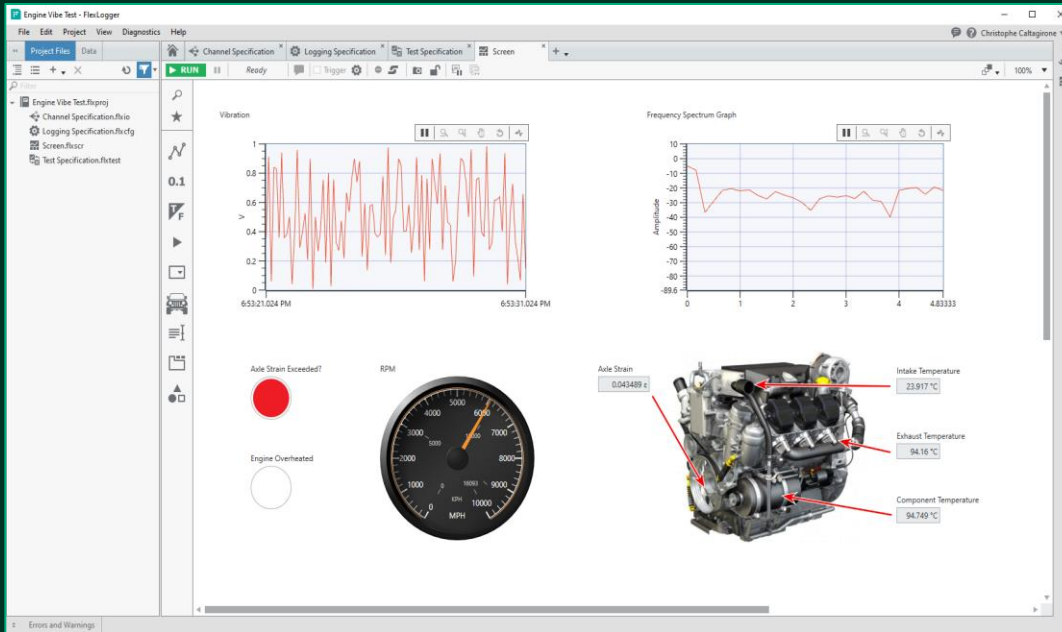 Engine Vibe Test - FlexLogger
File Edit Project View Diagnostics Help
Christophe Caltagirone
Project Files Data
Channel Specification Logging Specification Test Specification Screen
RUN Ready Trigger 100%
Filter
Engine Vibe Test.flxproj
Channel Specification.flxio
Logging Specification.flxcfg
Screen.flxscr
Test Specification.flxtest
0.1
T F
Vibration
1
0.8
0.6
0.4
0.2
0
V
6:53:21.024 PM 6:53:31.024 PM
Frequency Spectrum Graph
10
0
-10
-20
-30
-40
-50
-60
-70
-80
-89.6
Amplitude
0 1 2 3 4 4.83333
Axle Strain Exceeded?
Engine Overheated
RPM
0 1000 2000 3000 4000 5000 6000 7000 8000 9000 10000
0 5000 10000 16093
KPH
MPH
Axle Strain
0.043489 ε
Intake Temperature
23.917 °C
Exhaust Temperature
94.16 °C
Component Temperature
94.749 °C
Errors and Warnings